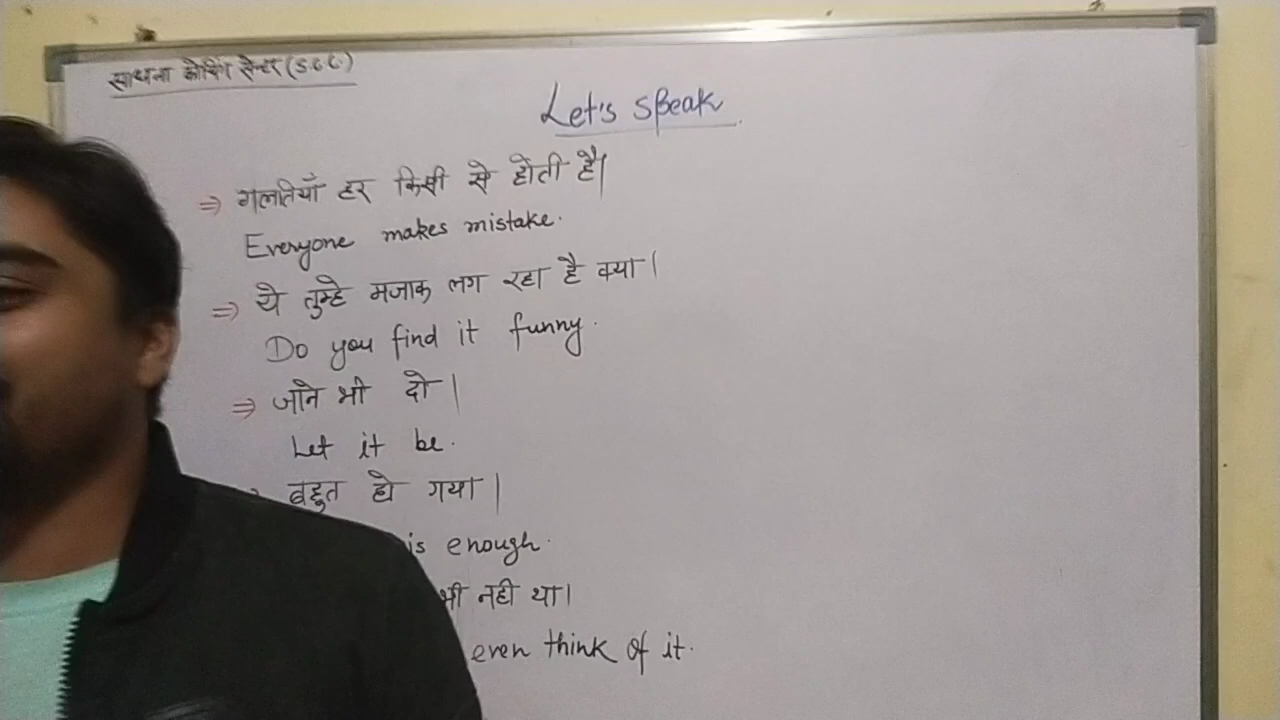 साधना कोचिंग सेन्टर (S.C.C.)
Let's speak
⇒ गलतियाँ हर किसी से होती है।
Everyone makes mistake.
⇒ ये तुम्हे मजाक लग रहा है क्या।
Do you find it funny.
⇒ जाने भी दो।
Let it be.
बहुत हो गया।
is enough.
भी नही था।
even think of it.